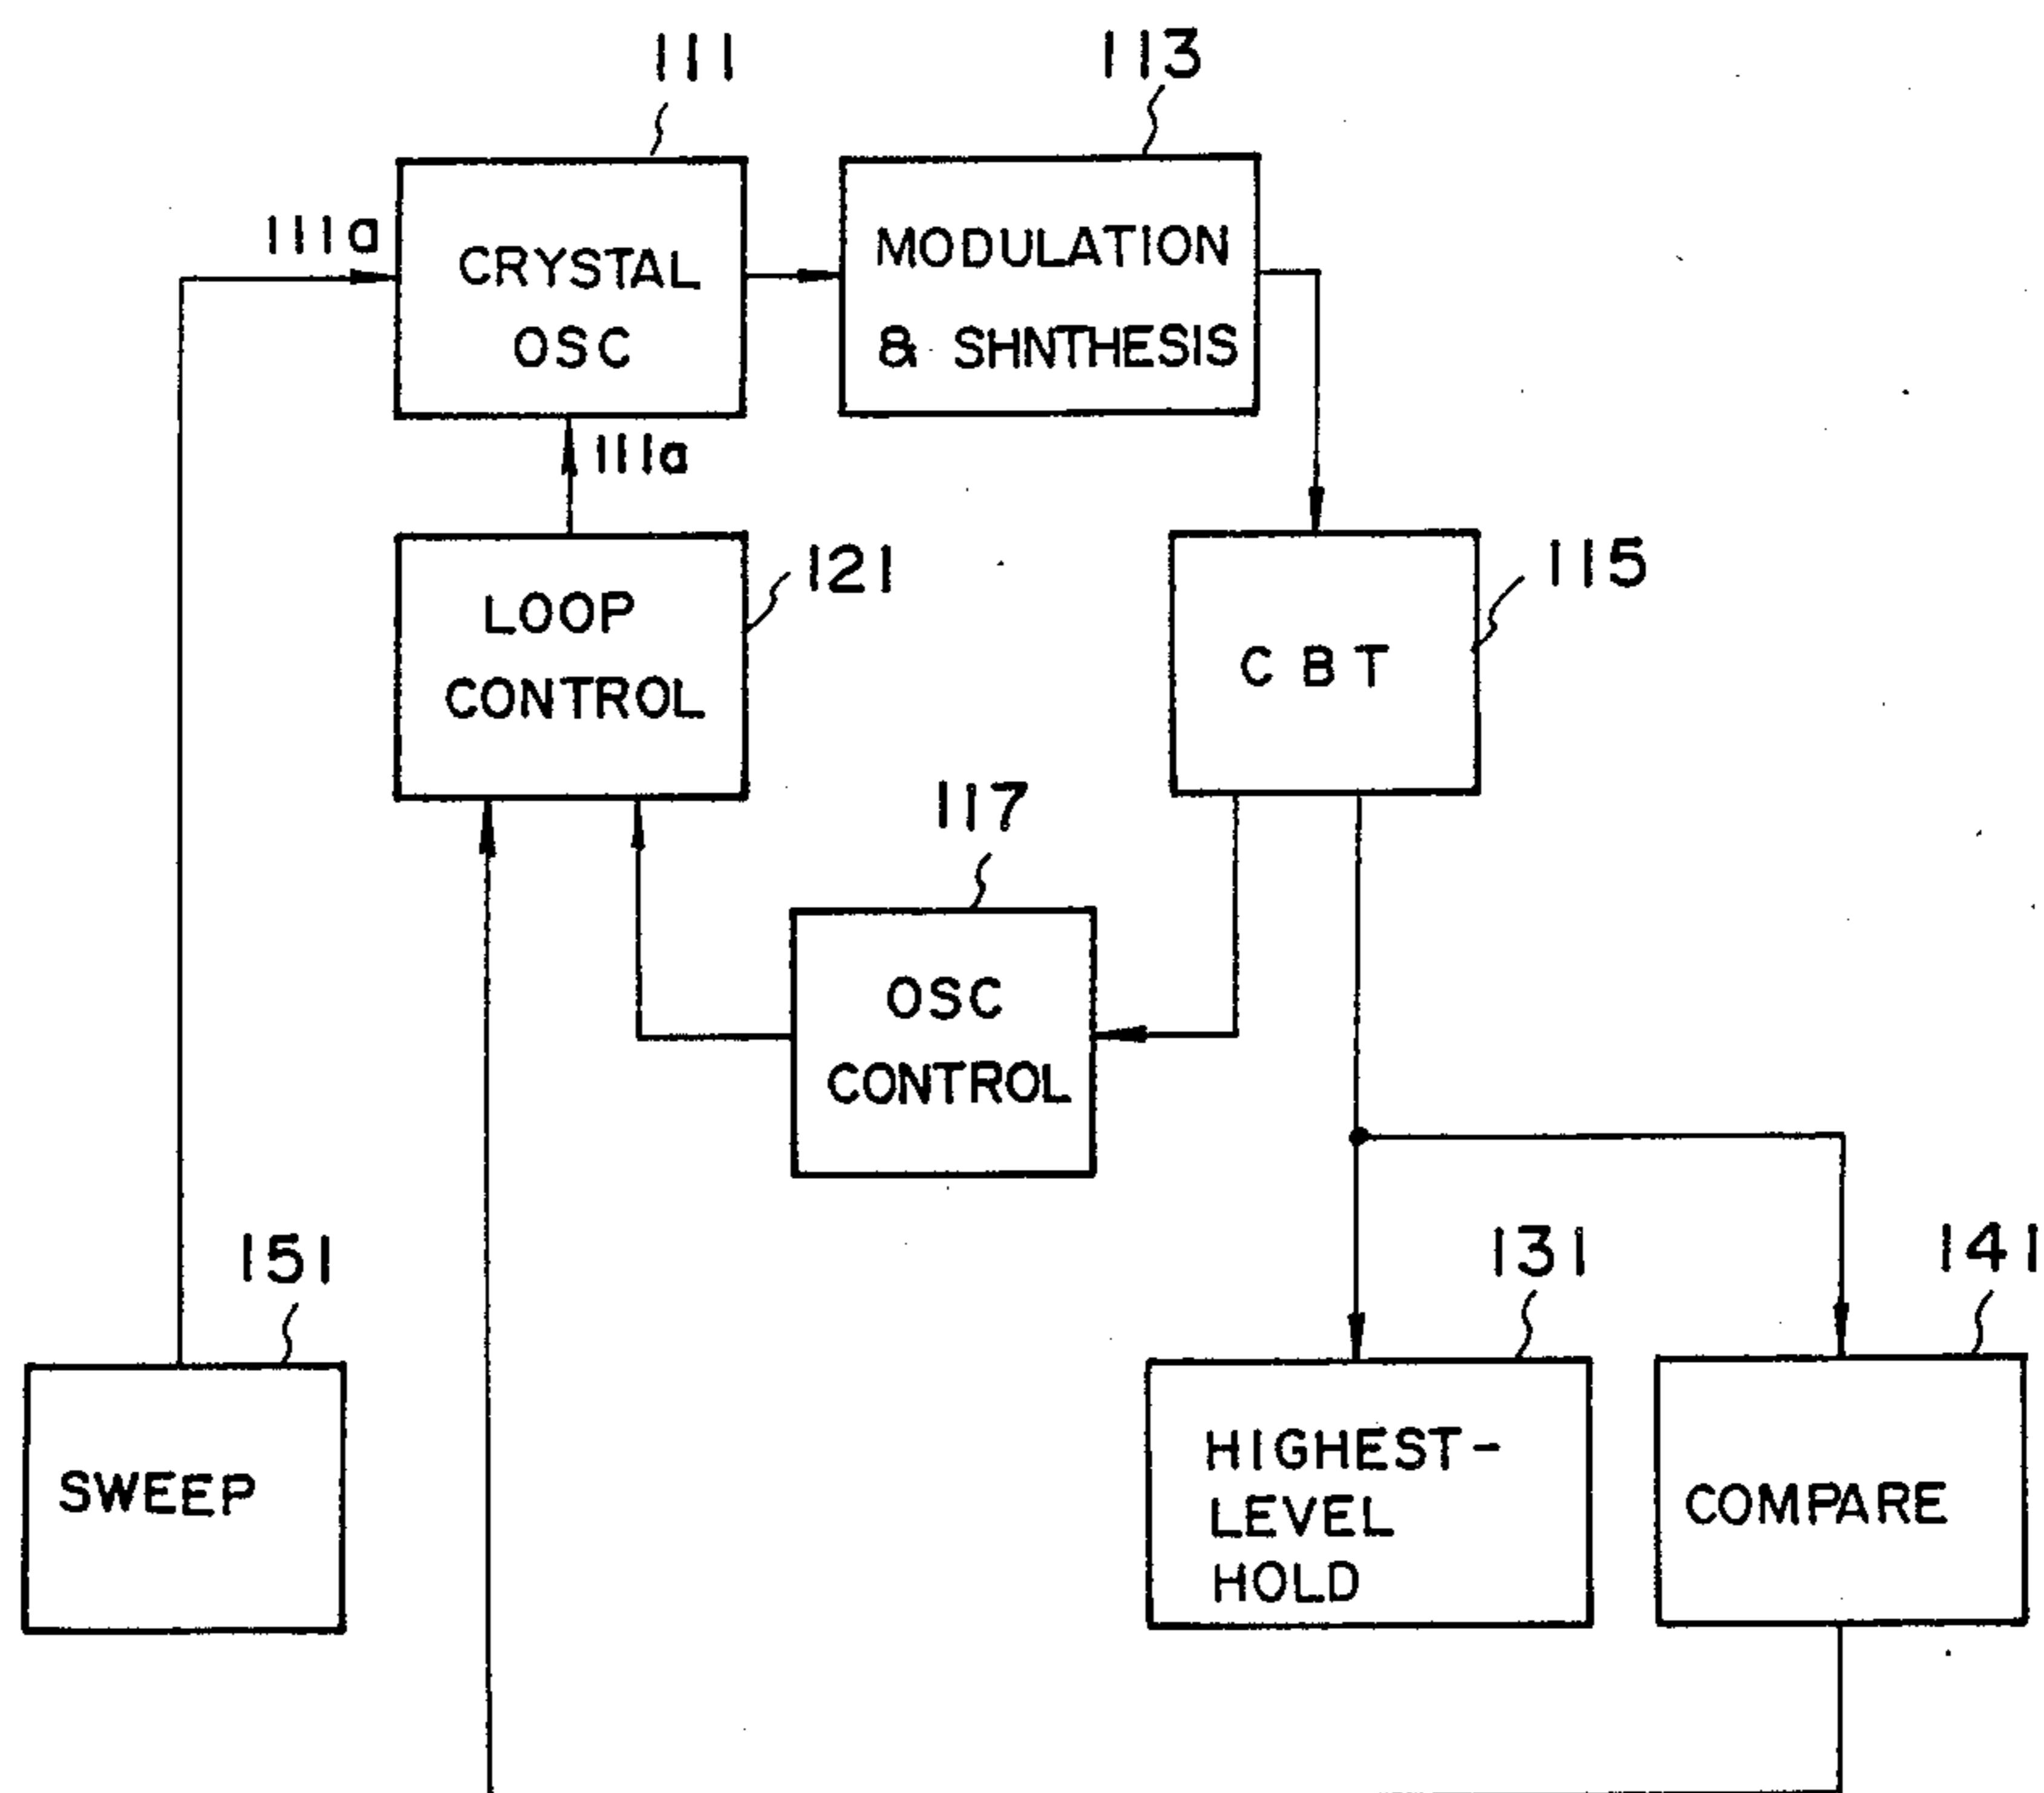 111
113
111a
CRYSTAL
OSC
MODULATION
& SHNTHESIS
111a
LOOP
CONTROL
121
CBT
115
117
OSC
CONTROL
151
131
141
SWEEP
HIGHEST-
LEVEL
HOLD
COMPARE